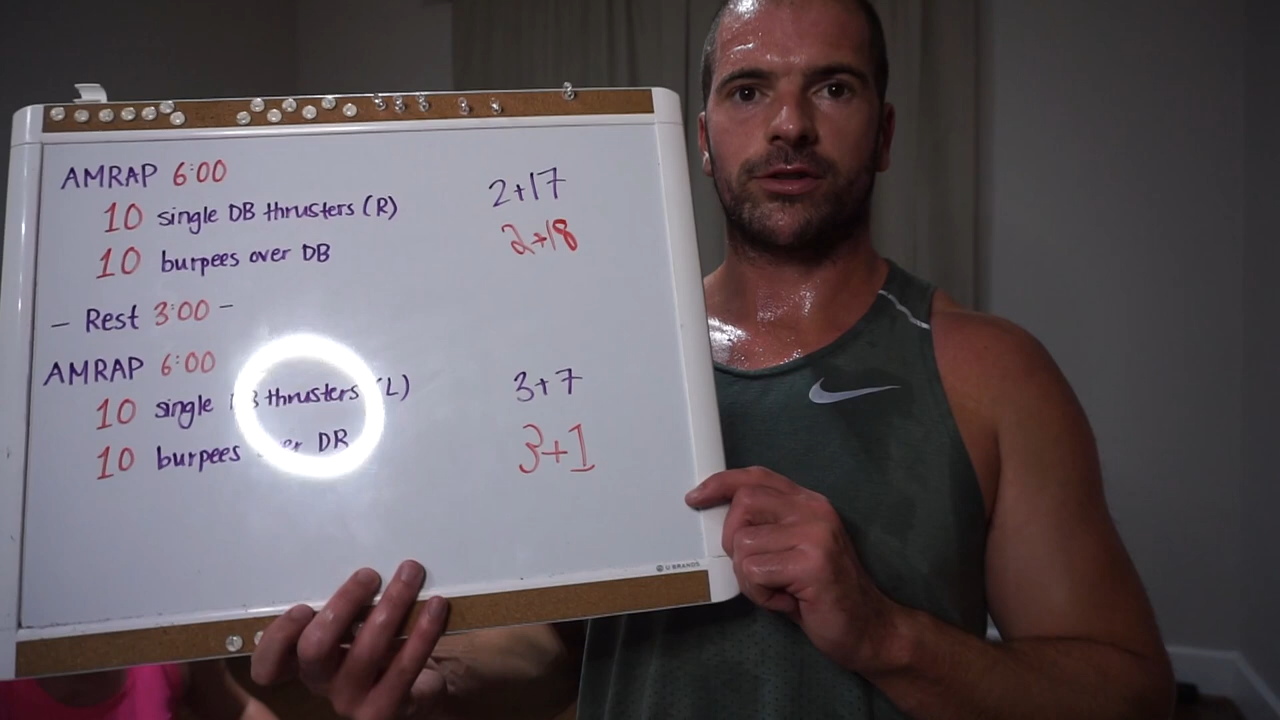 AMRAP 6:00
10 single DB thrusters (R)
2+17
10 burpees over DB
2+18
- Rest 3:00 -
AMRAP 6:00
10 single thrusters (L)
3+7
10 burpees DB
3+1
U BRANDS